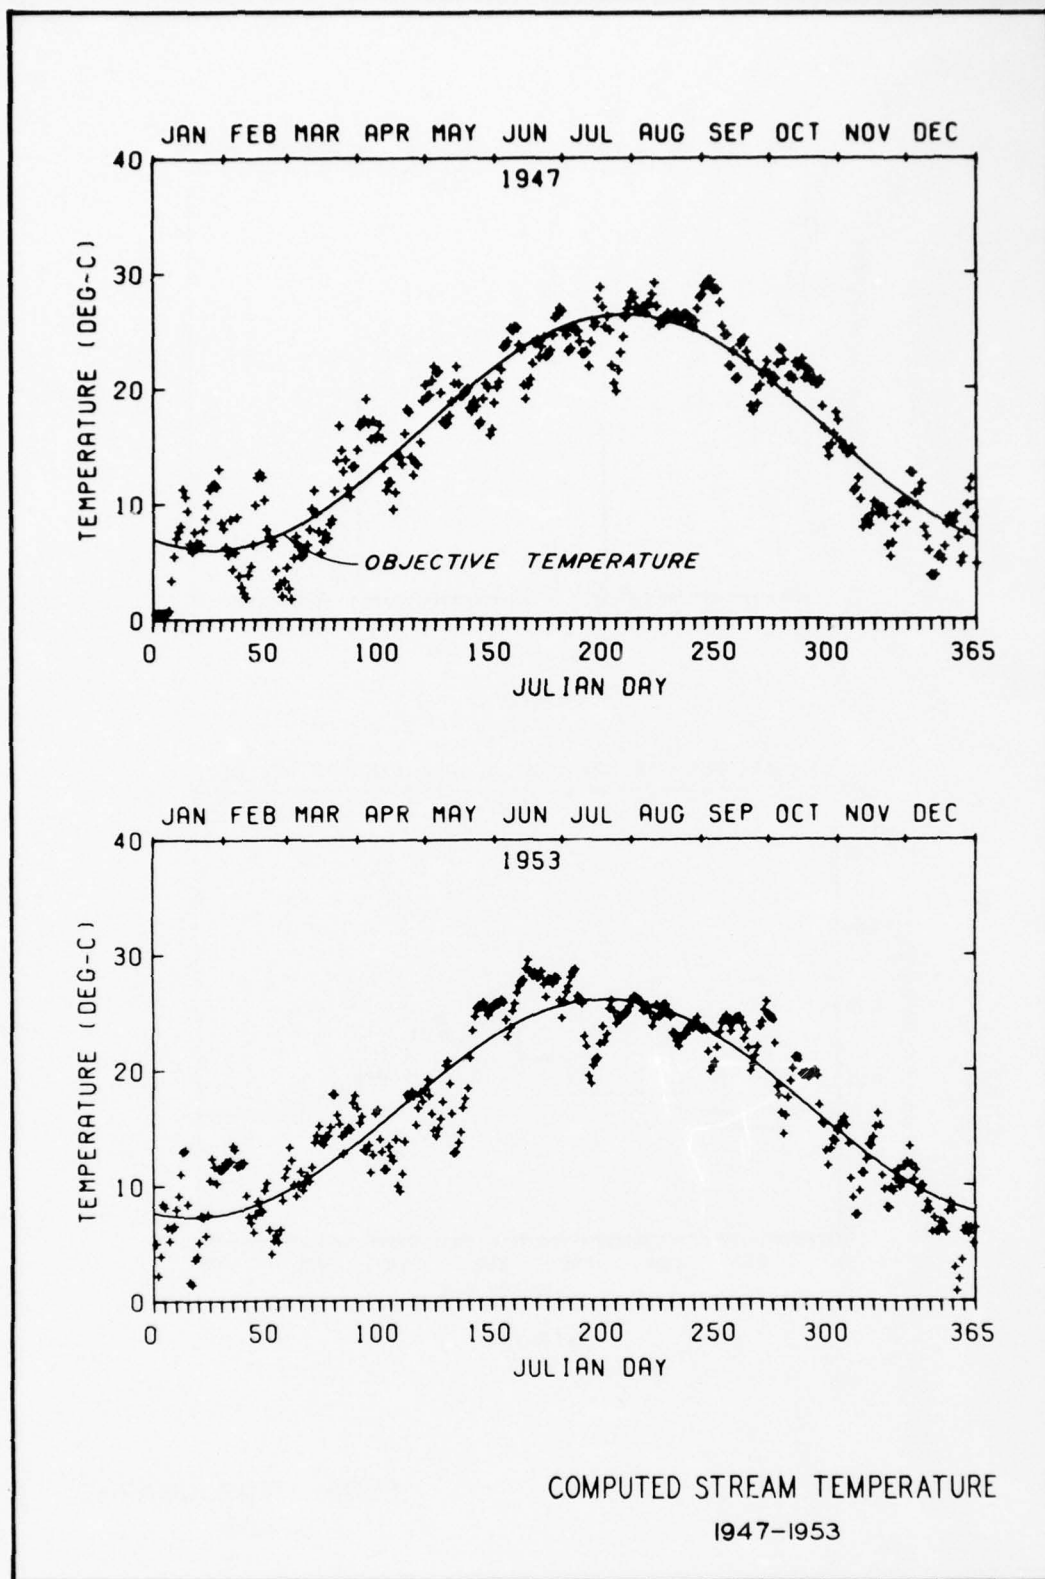 JAN FEB MAR APR MAY JUN JUL AUG SEP OCT NOV DEC
1947
40
30
20
10
0
TEMPERATURE (DEG-C)
OBJECTIVE TEMPERATURE
0 50 100 150 200 250 300 365
JULIAN DAY
JAN FEB MAR APR MAY JUN JUL AUG SEP OCT NOV DEC
1953
40
30
20
10
0
TEMPERATURE (DEG-C)
0 50 100 150 200 250 300 365
JULIAN DAY
COMPUTED STREAM TEMPERATURE
1947-1953